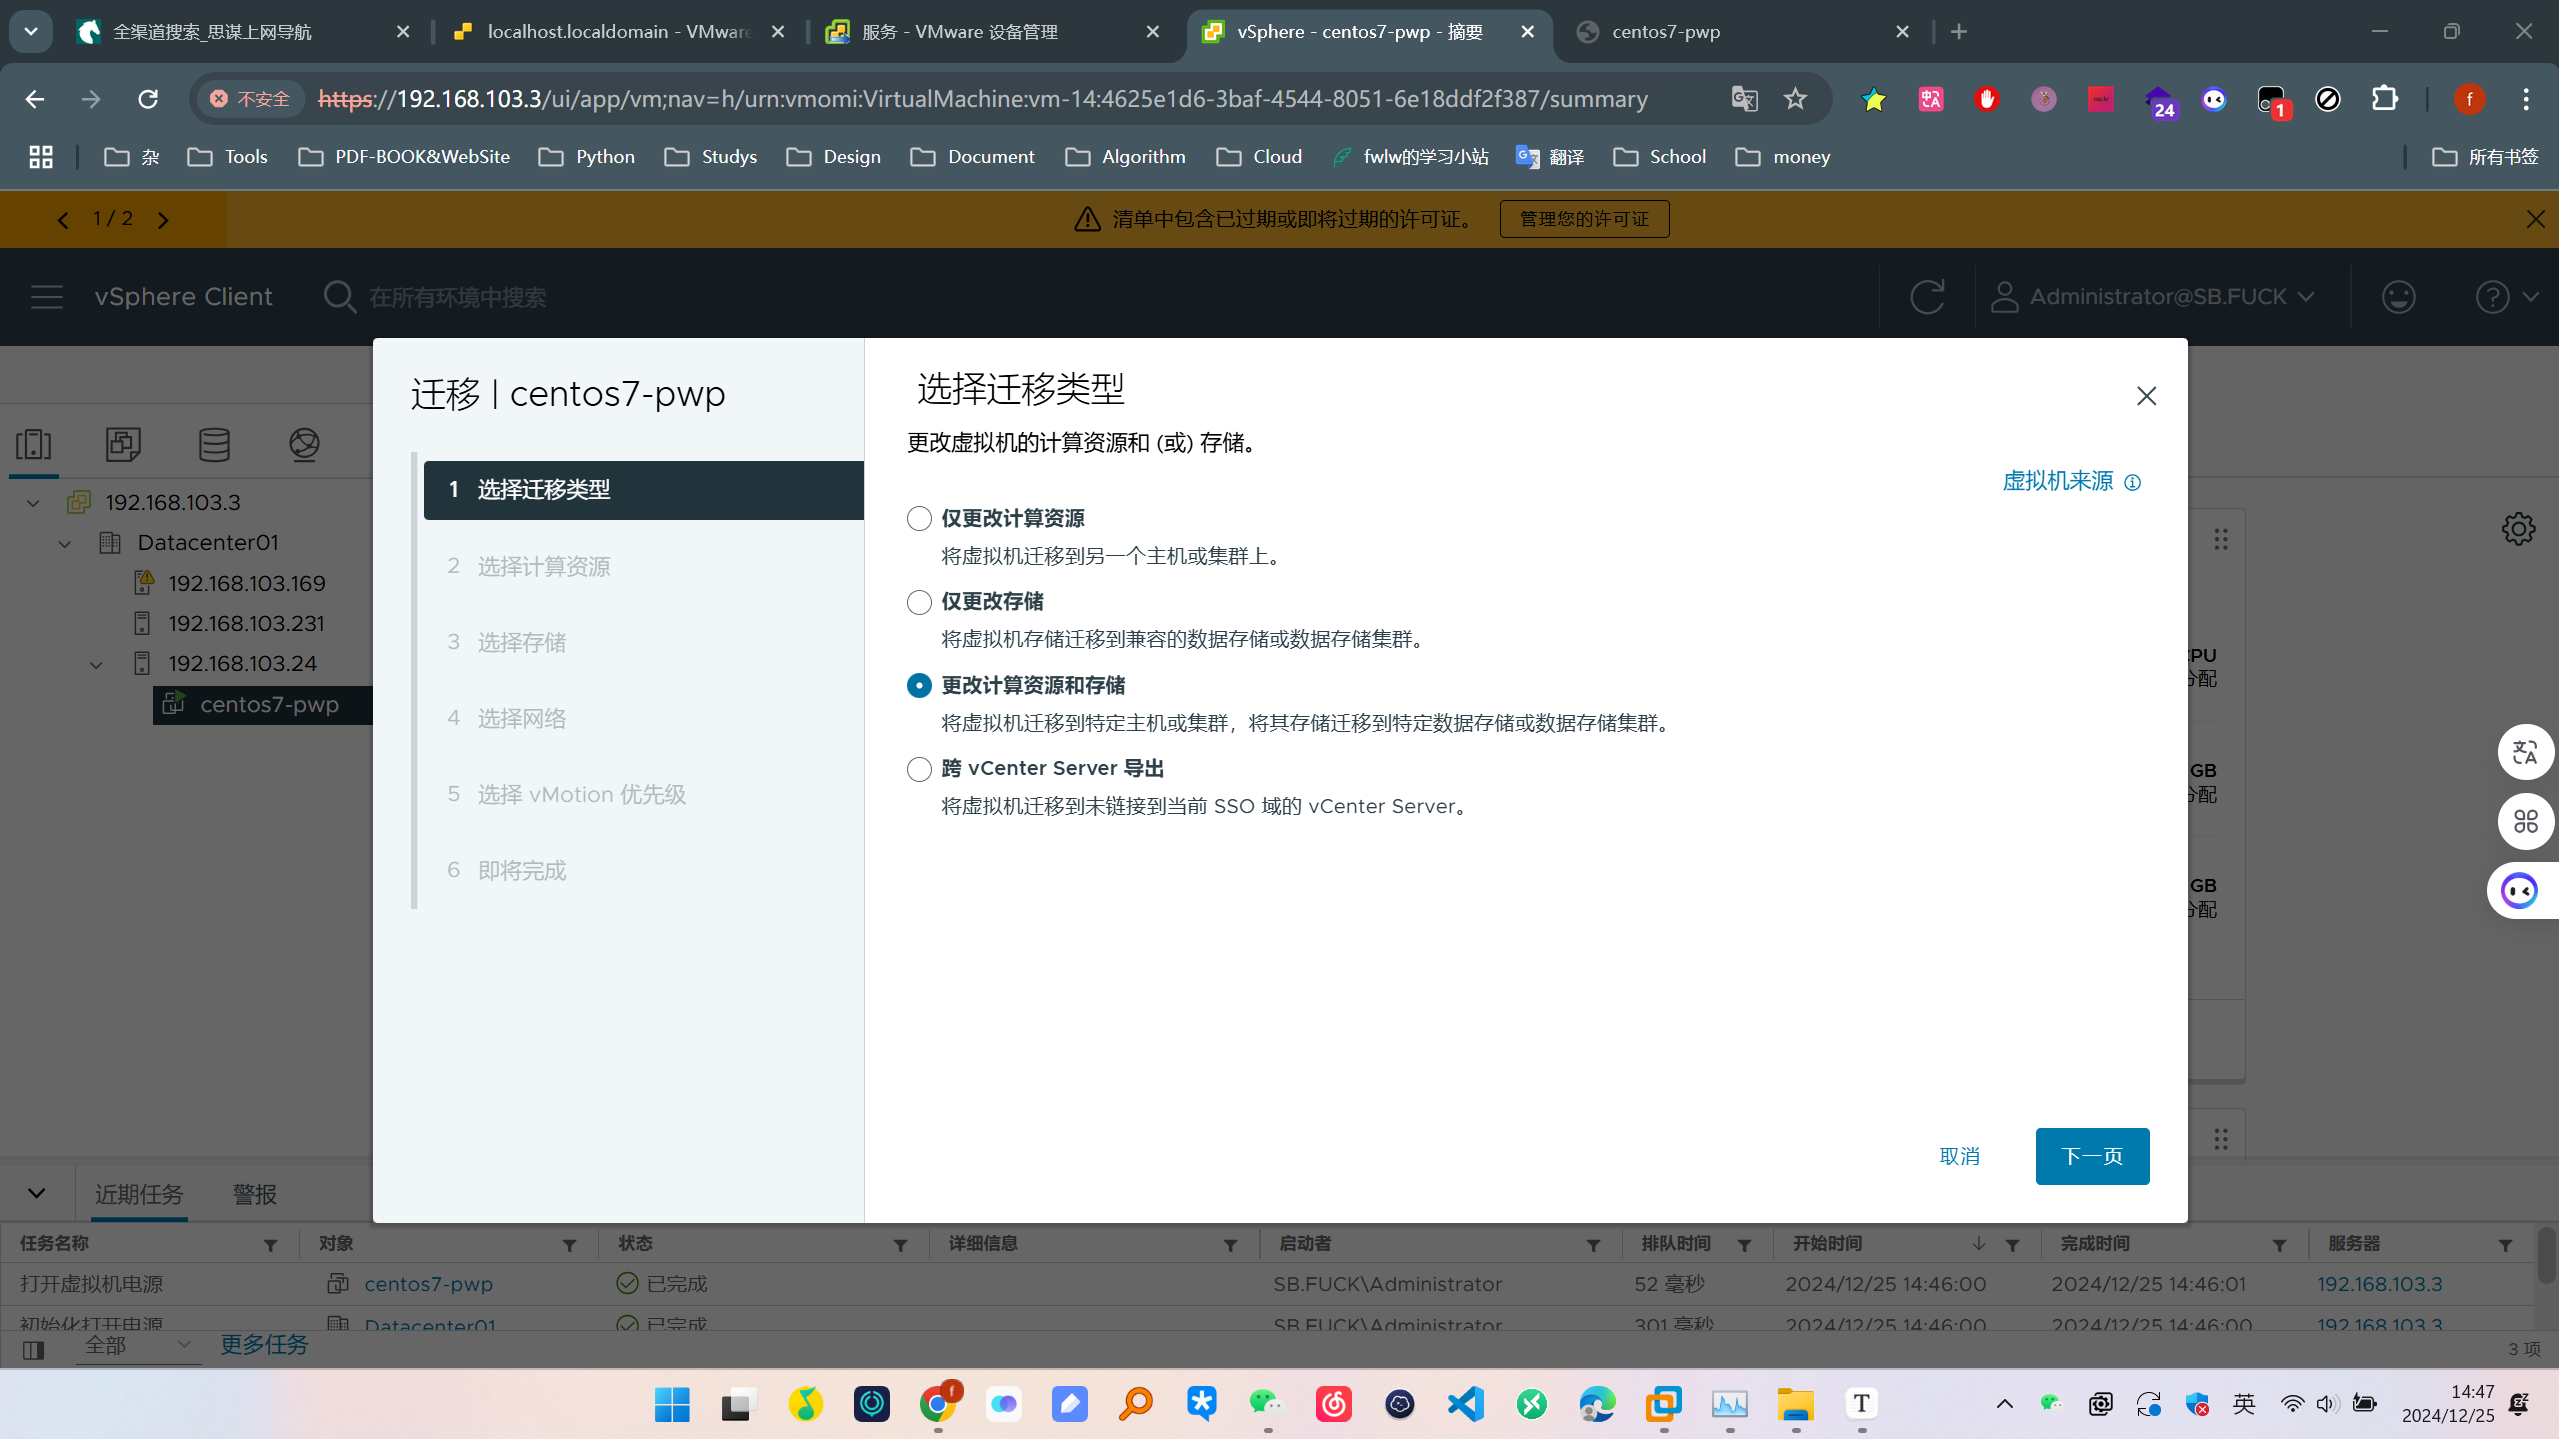 全渠道搜索_思谋上网导航
localhost.localdomain - VMware
服务 - VMware 设备管理
vSphere - centos7-pwp - 摘要
centos7-pwp
不安全
https://192.168.103.3/ui/app/vm;nav=h/urn:vmomi:VirtualMachine:vm-14:4625e1d6-3baf-4544-8051-6e18ddf2f387/summary
24
1
f
杂
Tools
PDF-BOOK&WebSite
Python
Studys
Design
Document
Algorithm
Cloud
fwlw的学习小站
翻译
School
money
所有书签
1 / 2
清单中包含已过期或即将过期的许可证。
管理您的许可证
vSphere Client
在所有环境中搜索
Administrator@SB.FUCK
192.168.103.3
Datacenter01
192.168.103.169
192.168.103.231
192.168.103.24
centos7-pwp
迁移 | centos7-pwp
1 选择迁移类型
2 选择计算资源
3 选择存储
4 选择网络
5 选择 vMotion 优先级
6 即将完成
选择迁移类型
更改虚拟机的计算资源和 (或) 存储。
虚拟机来源
仅更改计算资源
将虚拟机迁移到另一个主机或集群上。
仅更改存储
将虚拟机存储迁移到兼容的数据存储或数据存储集群。
更改计算资源和存储
将虚拟机迁移到特定主机或集群，将其存储迁移到特定数据存储或数据存储集群。
跨 vCenter Server 导出
将虚拟机迁移到未链接到当前 SSO 域的 vCenter Server。
取消
下一页
CPU
分配
GB
分配
GB
分配
近期任务
警报
任务名称
对象
状态
详细信息
启动者
排队时间
开始时间
完成时间
服务器
打开虚拟机电源
centos7-pwp
已完成
SB.FUCK\Administrator
52 毫秒
2024/12/25 14:46:00
2024/12/25 14:46:01
192.168.103.3
初始化打开电源
Datacenter01
已完成
SB.FUCK\Administrator
301 毫秒
2024/12/25 14:46:00
2024/12/25 14:46:00
192.168.103.3
全部
更多任务
3 项
英
14:47
2024/12/25